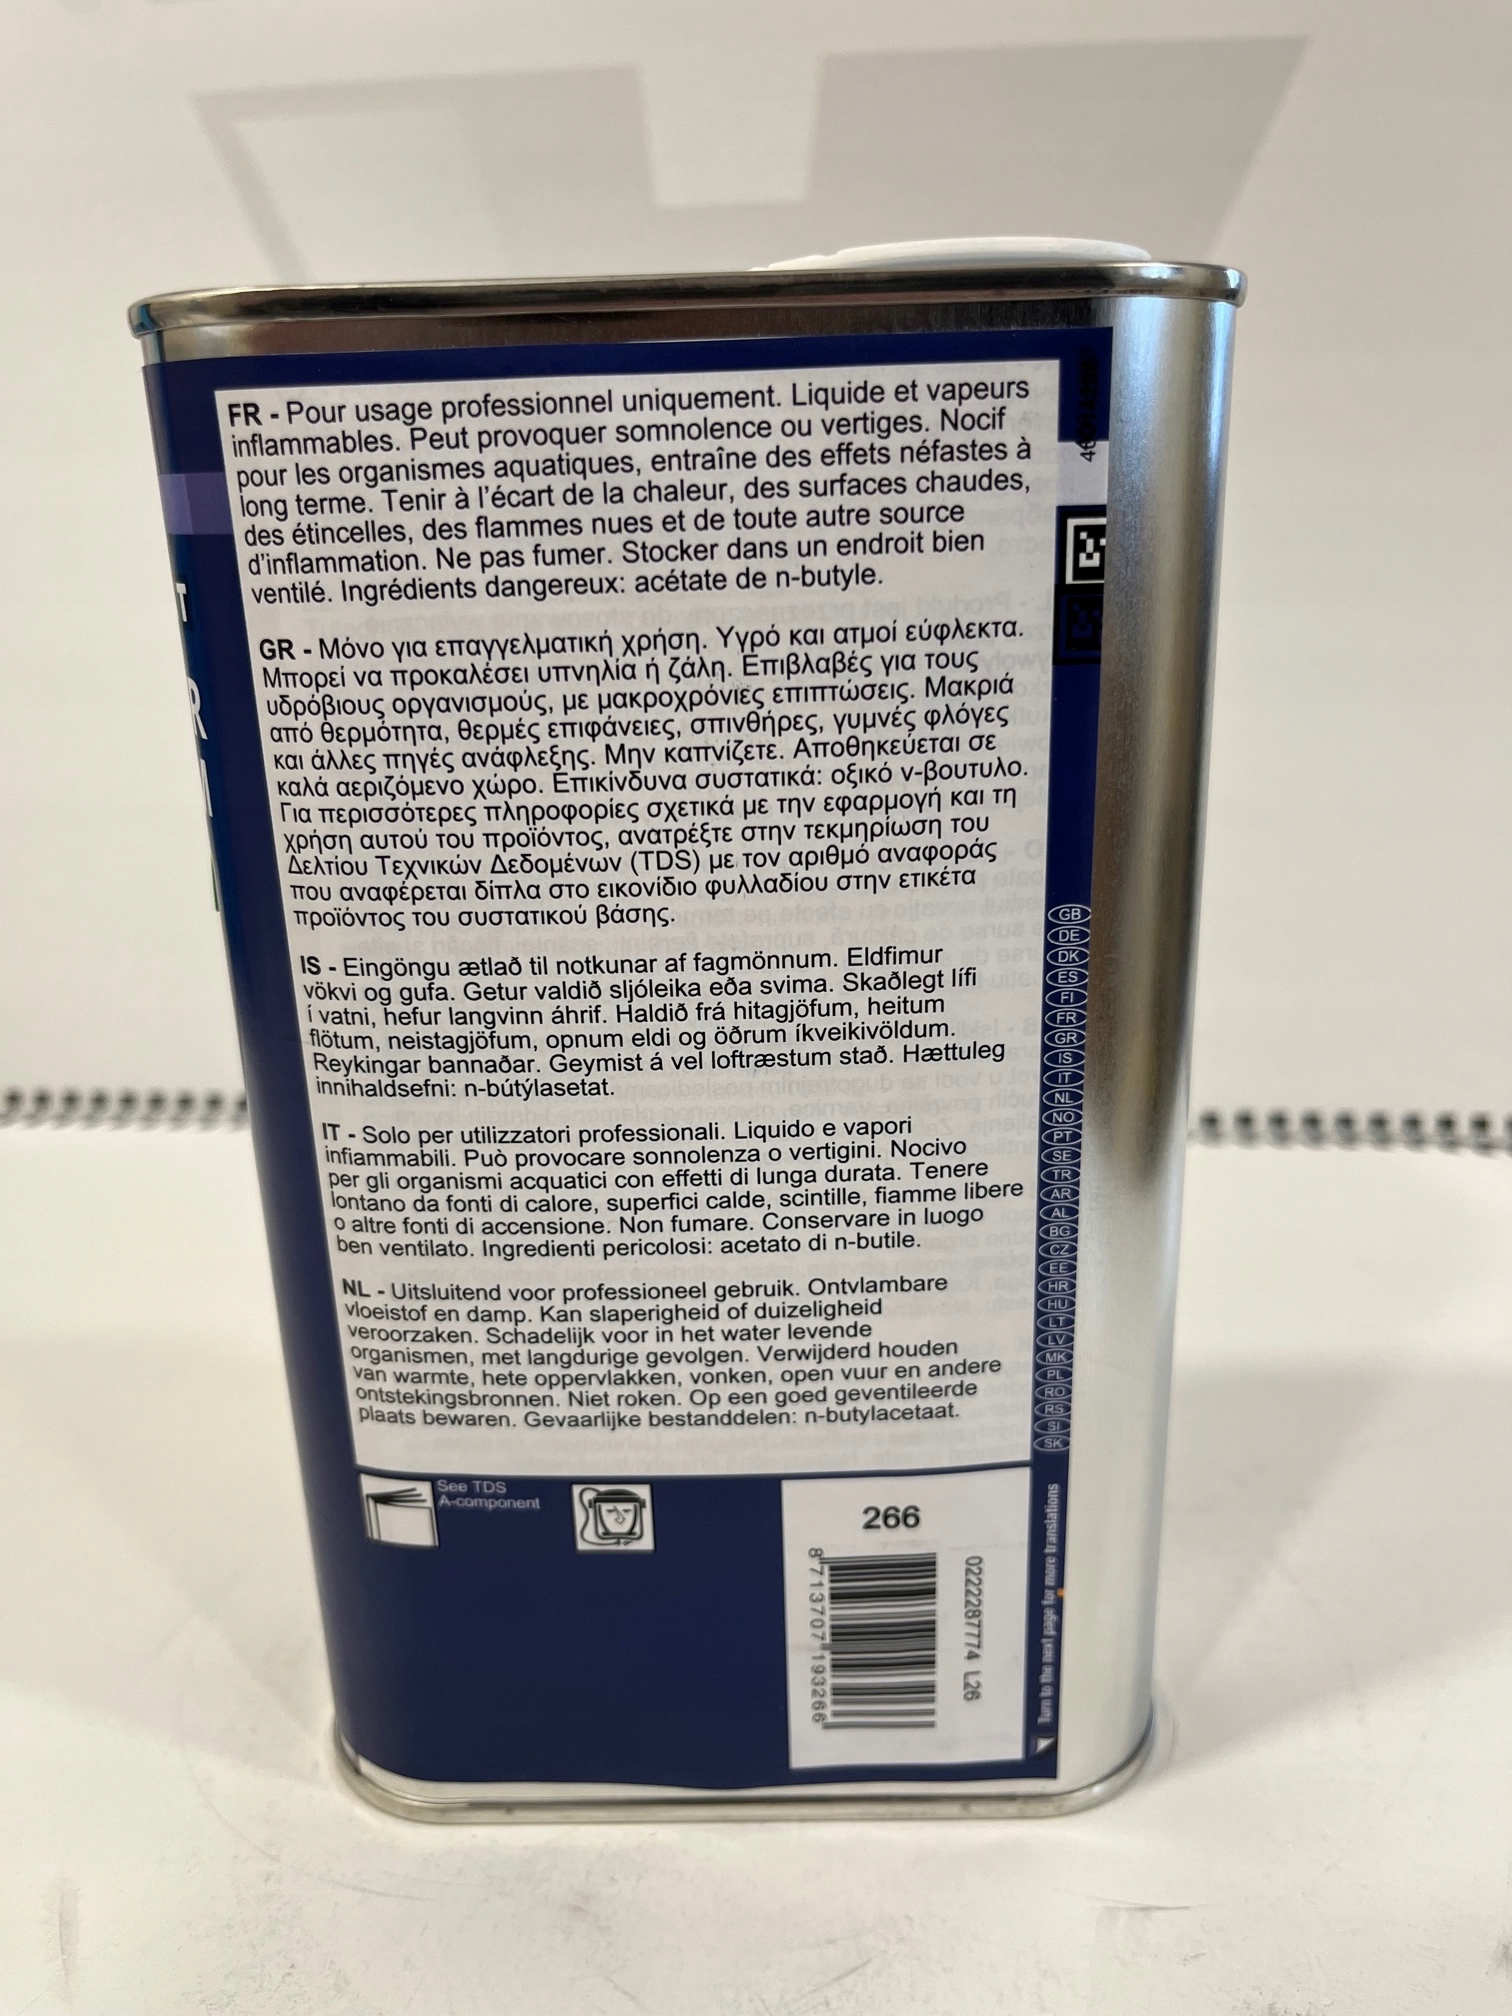 FR - Pour usage professionnel uniquement. Liquide et vapeurs
inflammables. Peut provoquer somnolence ou vertiges. Nocif
pour les organismes aquatiques, entraîne des effets néfastes à
long terme. Tenir à l'écart de la chaleur, des surfaces chaudes,
des étincelles, des flammes nues et de toute autre source
d'inflammation. Ne pas fumer. Stocker dans un endroit bien
ventilé. Ingrédients dangereux: acétate de n-butyle.
GR - Μόνο για επαγγελματική χρήση. Υγρό και ατμοί εύφλεκτα.
Μπορεί να προκαλέσει υπνηλία ή ζάλη. Επιβλαβές για τους
υδρόβιους οργανισμούς, με μακροχρόνιες επιπτώσεις. Μακριά
από θερμότητα, θερμές επιφάνειες, σπινθήρες, γυμνές φλόγες
και άλλες πηγές ανάφλεξης. Μην καπνίζετε. Αποθηκεύεται σε
καλά αεριζόμενο χώρο. Επικίνδυνα συστατικά: οξικό ν-βουτυλο.
Για περισσότερες πληροφορίες σχετικά με την εφαρμογή και τη
χρήση αυτού του προϊόντος, ανατρέξτε στην τεκμηρίωση του
Δελτίου Τεχνικών Δεδομένων (TDS) με τον αριθμό αναφοράς
που αναφέρεται δίπλα στο εικονίδιο φυλλαδίου στην ετικέτα
προϊόντος του συστατικού βάσης.
IS - Eingöngu ætlað til notkunar af fagmönnum. Eldfimur
vökvi og gufa. Getur valdið sljóleika eða svima. Skaðlegt lífi
í vatni, hefur langvinn áhrif. Haldið frá hitagjöfum, heitum
flötum, neistagjöfum, opnum eldi og öðrum íkveikivöldum.
Reykingar bannaðar. Geymist á vel loftræstum stað. Hættuleg
innihaldsefni: n-bútýlasetat.
IT - Solo per utilizzatori professionali. Liquido e vapori
infiammabili. Può provocare sonnolenza o vertigini. Nocivo
per gli organismi acquatici con effetti di lunga durata. Tenere
lontano da fonti di calore, superfici calde, scintille, fiamme libere
o altre fonti di accensione. Non fumare. Conservare in luogo
ben ventilato. Ingredienti pericolosi: acetato di n-butile.
NL - Uitsluitend voor professioneel gebruik. Ontvlambare
vloeistof en damp. Kan slaperigheid of duizeligheid
veroorzaken. Schadelijk voor in het water levende
organismen, met langdurige gevolgen. Verwijderd houden
van warmte, hete oppervlakken, vonken, open vuur en andere
ontstekingsbronnen. Niet roken. Op een goed geventileerde
plaats bewaren. Gevaarlijke bestanddelen: n-butylacetaat.
See TDS
A-component
266
8 713707 193266
0222287774 L26
GB
DE
DK
ES
FI
FR
GR
IS
IT
NL
NO
PT
SE
TR
AR
AL
BG
CZ
EE
HR
HU
LT
LV
MK
PL
RO
RS
SI
SK
Turn to the next page for more translations